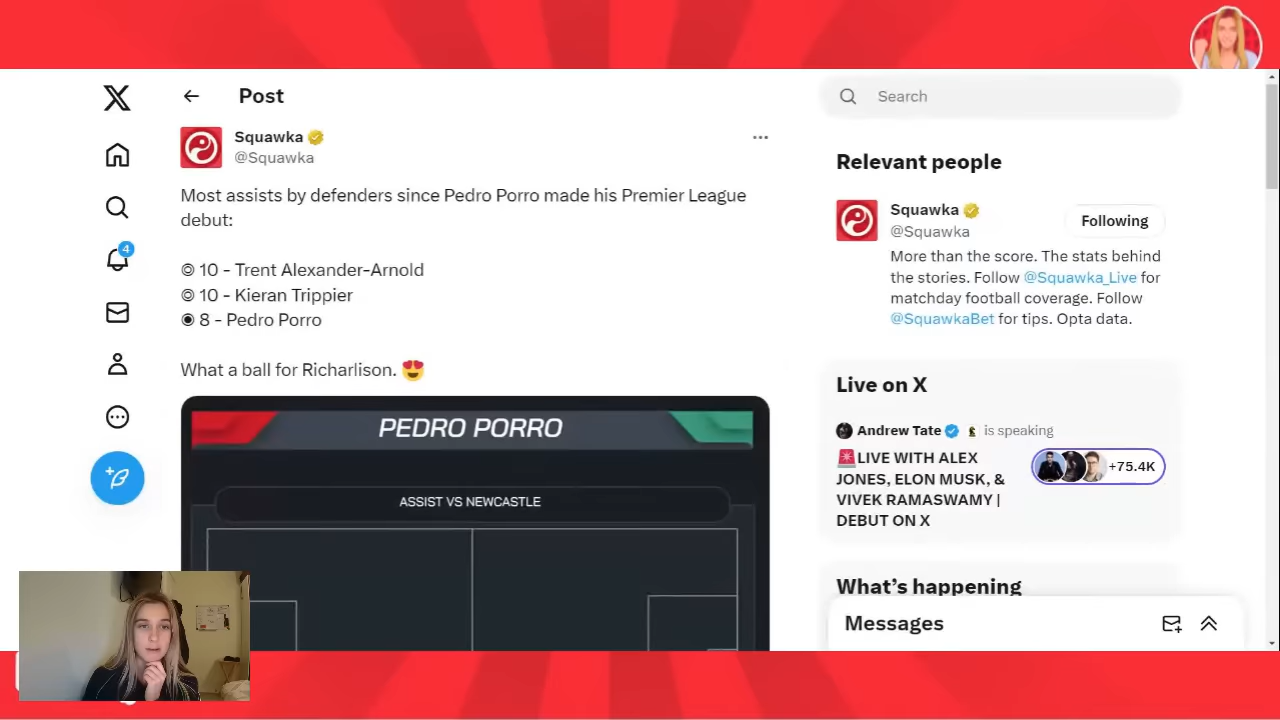 Post
Squawka
@Squawka
Most assists by defenders since Pedro Porro made his Premier League
debut:
10 - Trent Alexander-Arnold
10 - Kieran Trippier
8 - Pedro Porro
What a ball for Richarlison. 😍
PEDRO PORRO
ASSIST VS NEWCASTLE
4
Search
Relevant people
Squawka
Following
@Squawka
More than the score. The stats behind
the stories. Follow @Squawka_Live for
matchday football coverage. Follow
@SquawkaBet for tips. Opta data.
Live on X
Andrew Tate is speaking
🚨LIVE WITH ALEX
JONES, ELON MUSK, &
VIVEK RAMASWAMY |
DEBUT ON X
+75.4K
What's happening
Messages